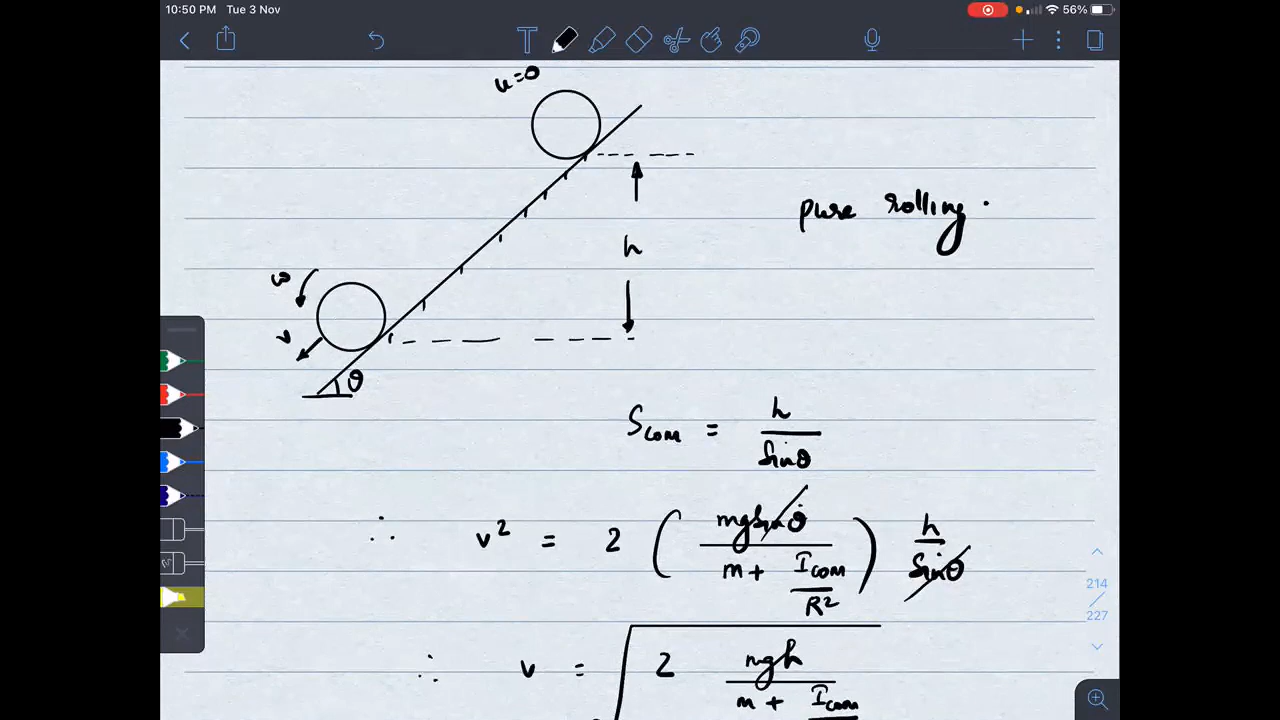 10:50 PM Tue 3 Nov
56%
T
u=0
pure rolling.
h
ω
v
θ
S_com = h / sinθ
∴ v² = 2 ( mg sinθ / m + I_com / R² ) h / sinθ
214 / 227
∴ v = √ 2 mgh / m + I_com